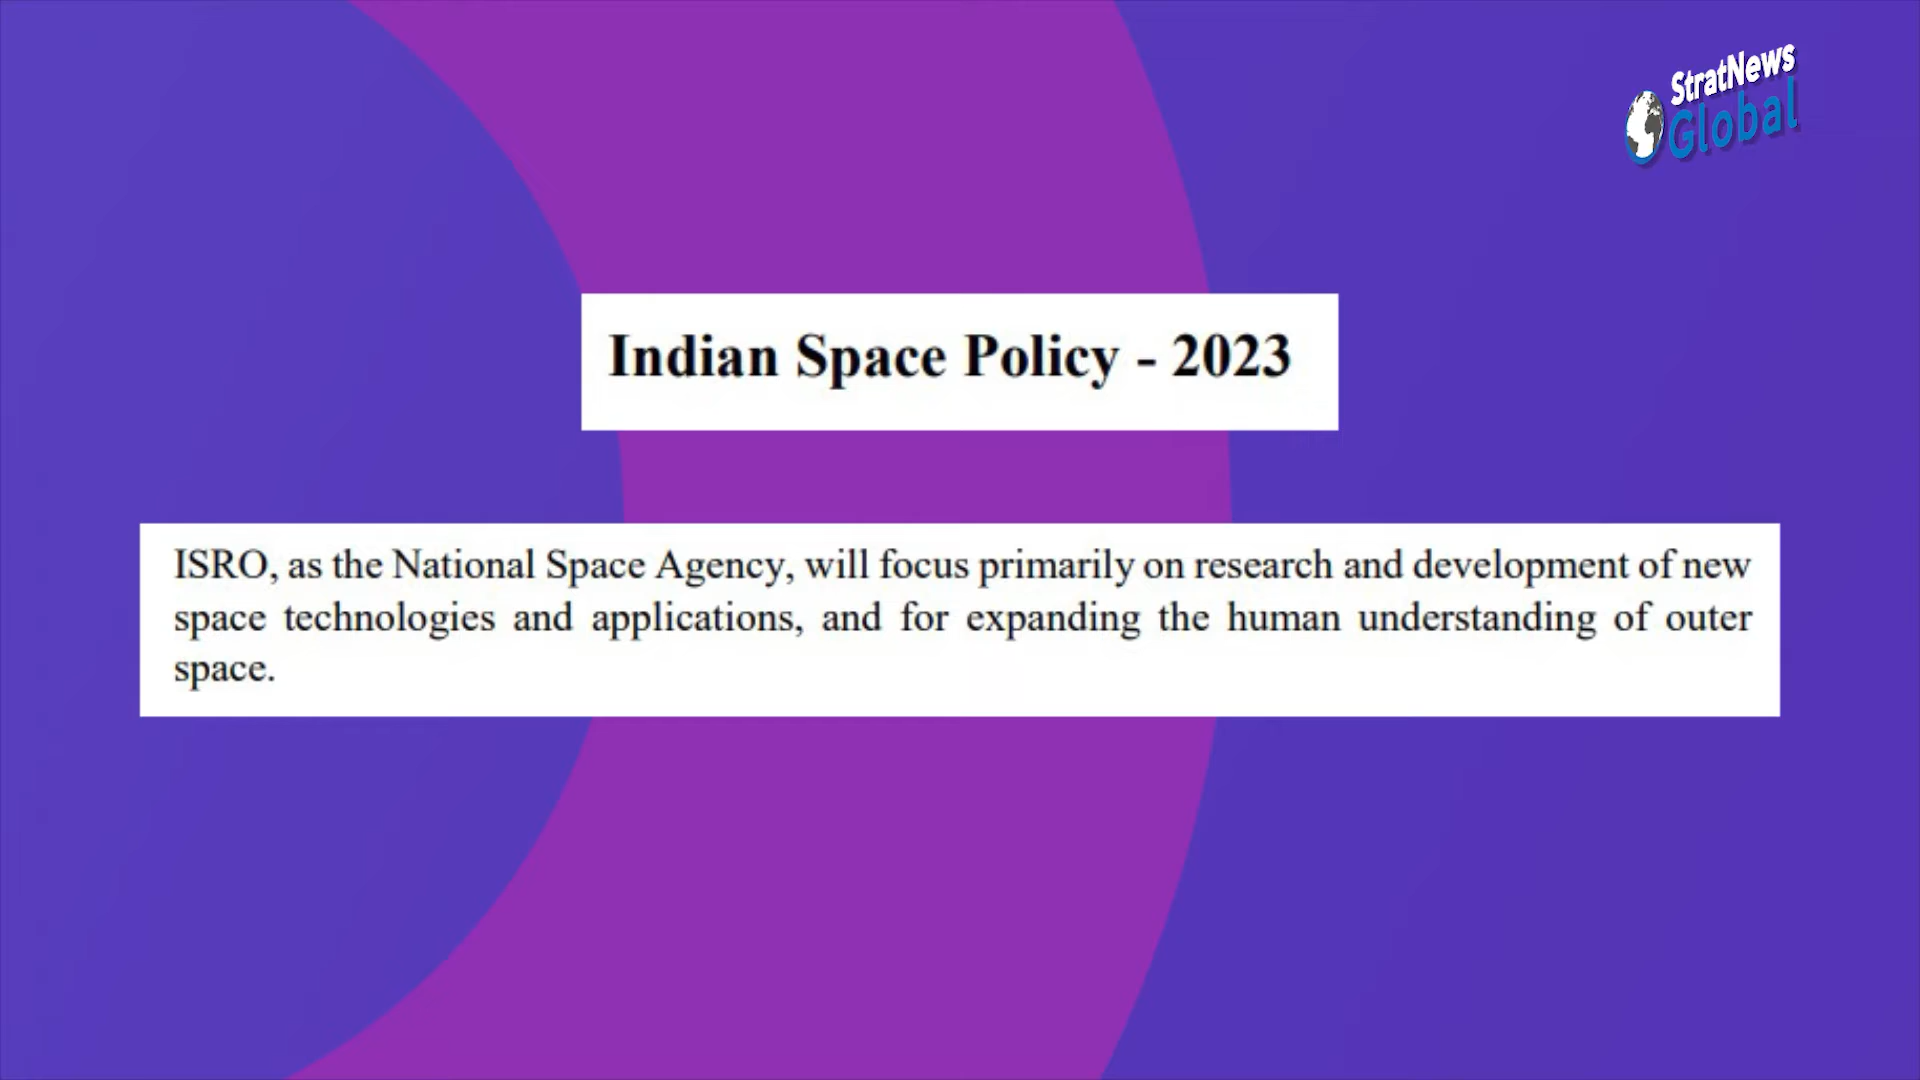 StratNews
Global
Indian Space Policy - 2023
ISRO, as the National Space Agency, will focus primarily on research and development of new
space technologies and applications, and for expanding the human understanding of outer
space.